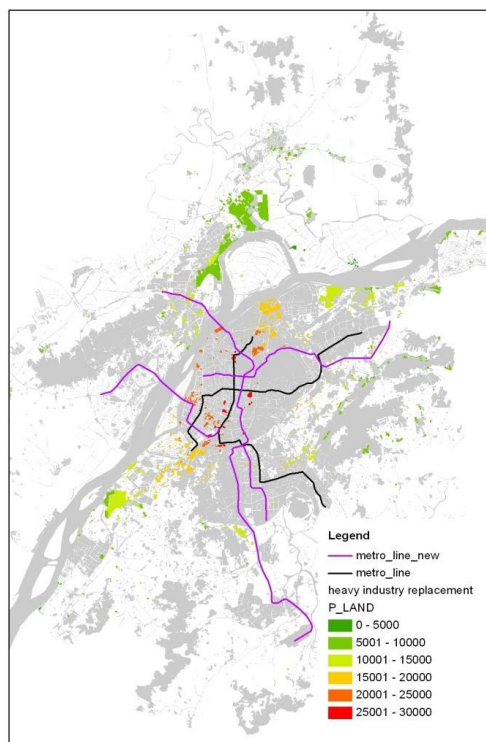 Legend
metro_line_new
metro_line
heavy industry replacement
P_LAND
0 - 5000
5001 - 10000
10001 - 15000
15001 - 20000
20001 - 25000
25001 - 30000